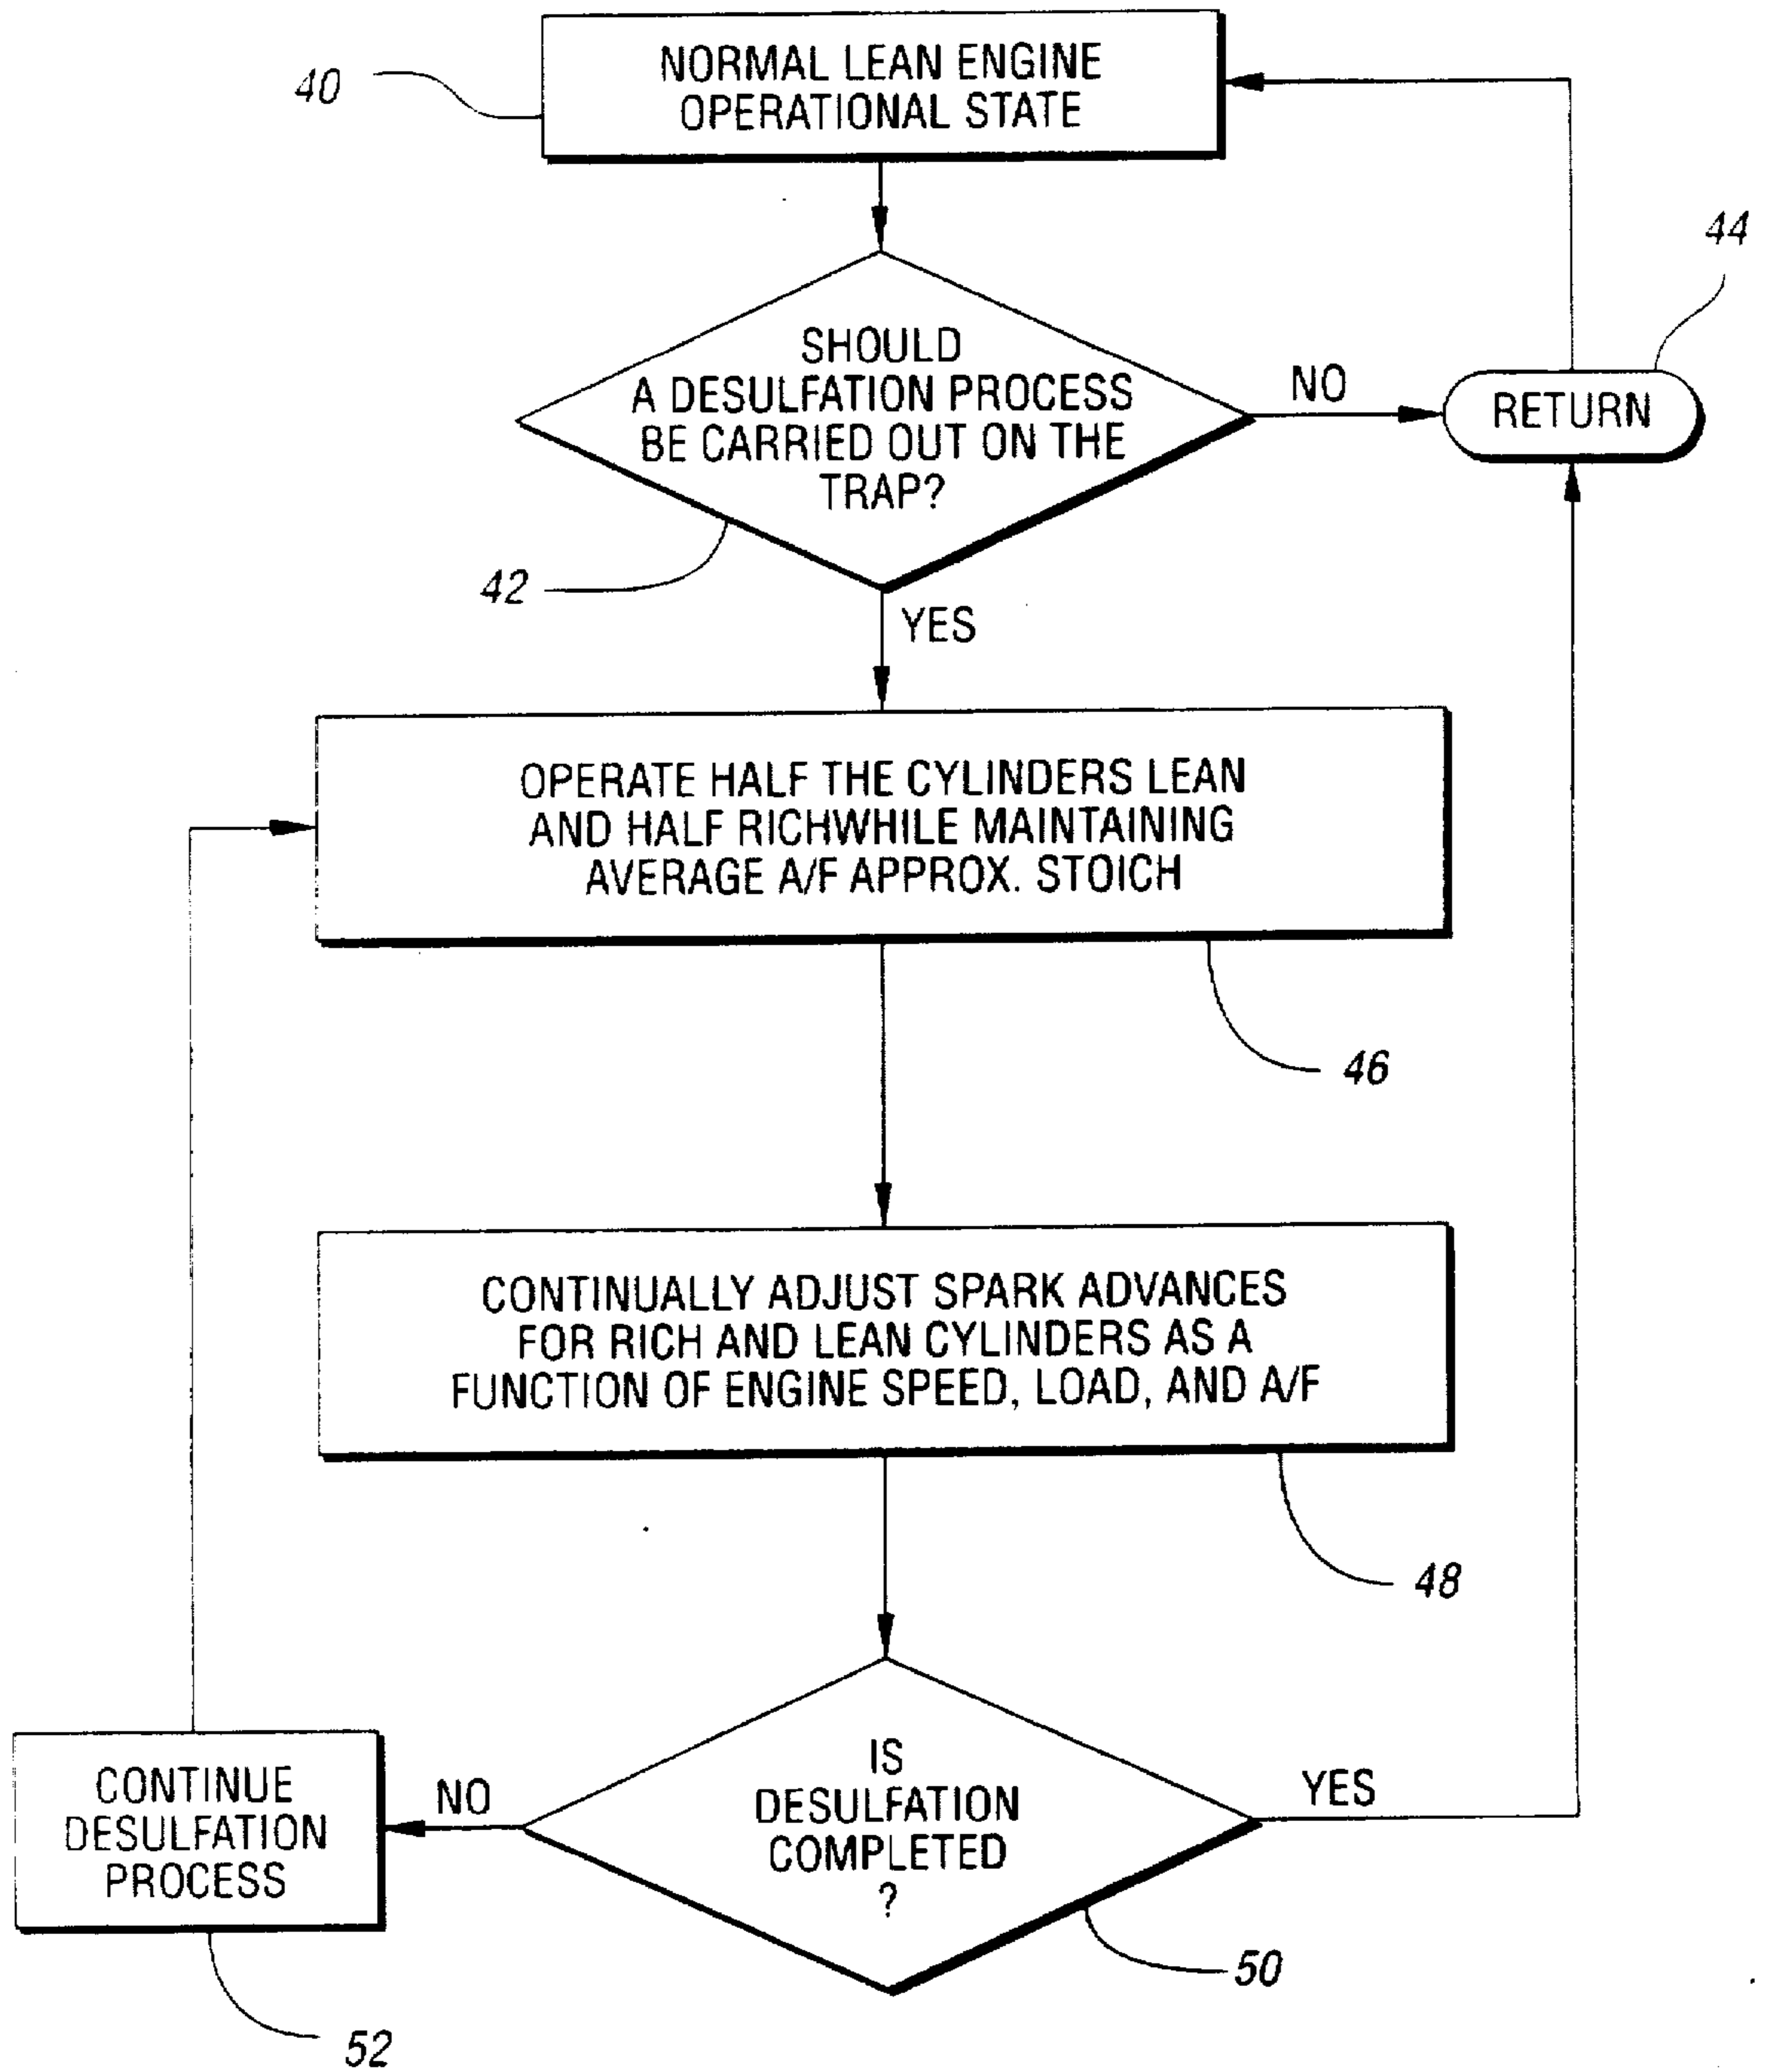 NORMAL LEAN ENGINE
OPERATIONAL STATE
40
44
SHOULD
A DESULFATION PROCESS
BE CARRIED OUT ON THE
TRAP?
NO
RETURN
42
YES
OPERATE HALF THE CYLINDERS LEAN
AND HALF RICHWHILE MAINTAINING
AVERAGE A/F APPROX. STOICH
46
CONTINUALLY ADJUST SPARK ADVANCES
FOR RICH AND LEAN CYLINDERS AS A
FUNCTION OF ENGINE SPEED, LOAD, AND A/F
48
IS
DESULFATION
COMPLETED
?
YES
NO
CONTINUE
DESULFATION
PROCESS
50
52